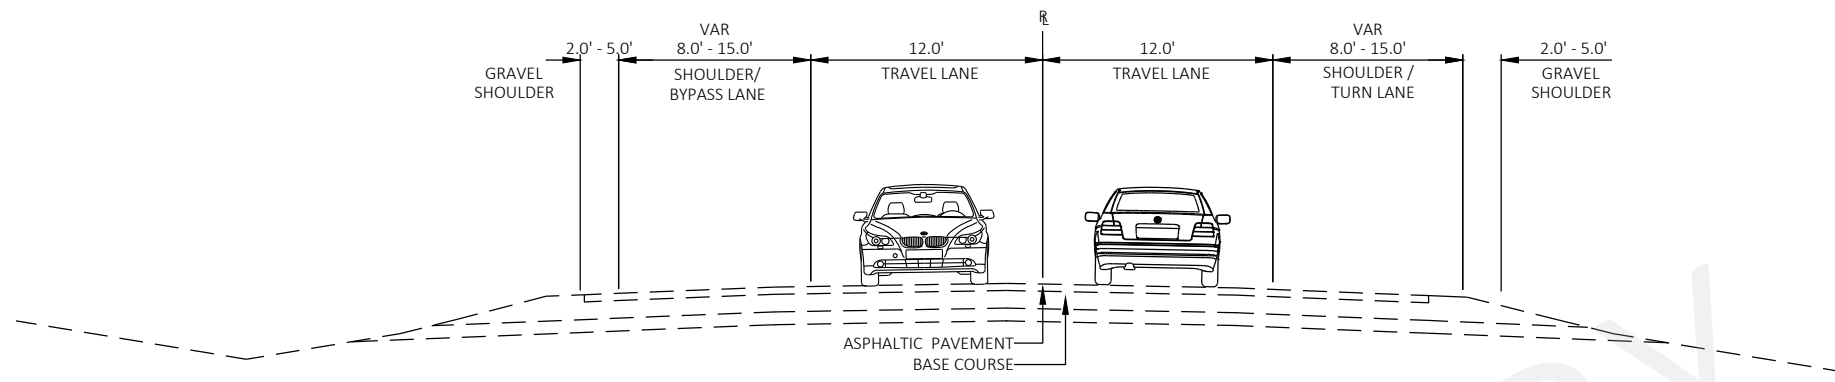 R/L
VAR
VAR
2.0' - 5.0'
8.0' - 15.0'
12.0'
12.0'
8.0' - 15.0'
2.0' - 5.0'
GRAVEL
SHOULDER
SHOULDER/
BYPASS LANE
TRAVEL LANE
TRAVEL LANE
SHOULDER /
TURN LANE
GRAVEL
SHOULDER
ASPHALTIC PAVEMENT
BASE COURSE